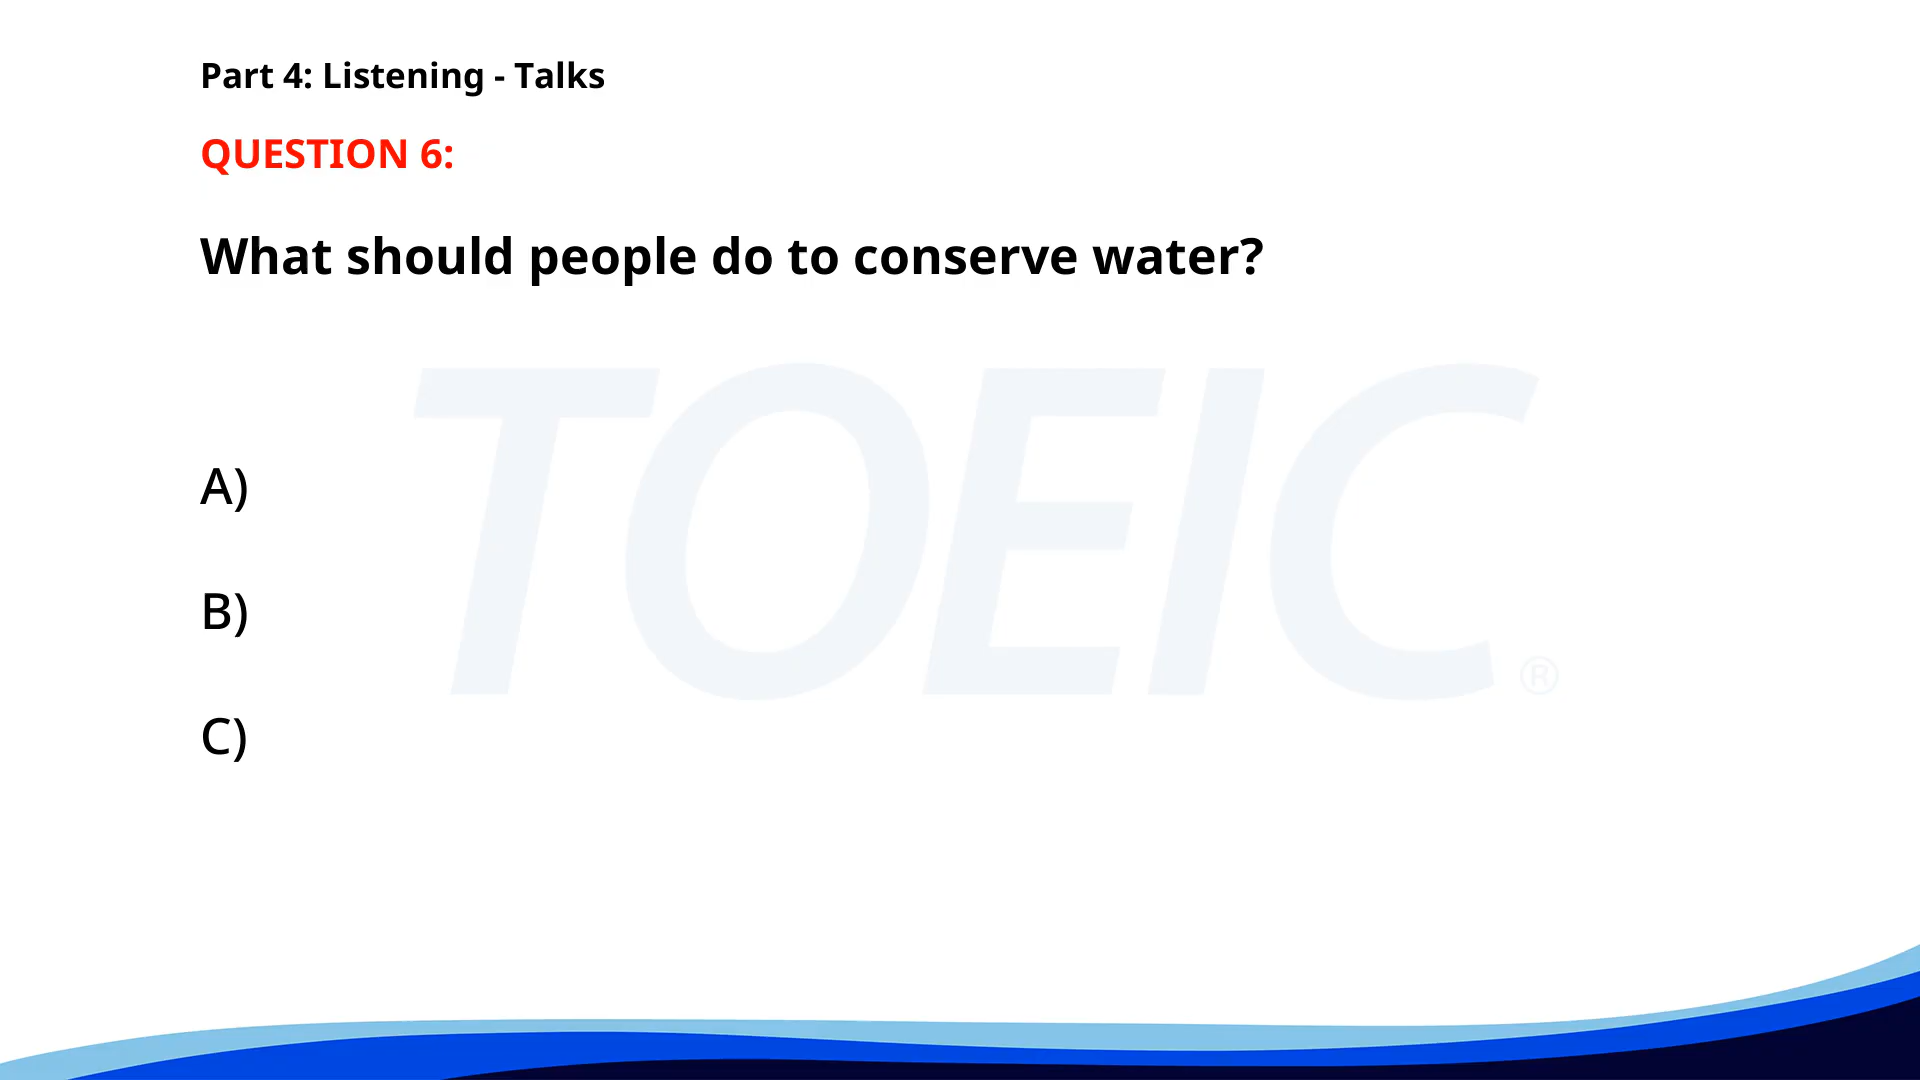 Part 4: Listening - Talks
QUESTION 6:
What should people do to conserve water?
TOEIC®
A)
B)
C)